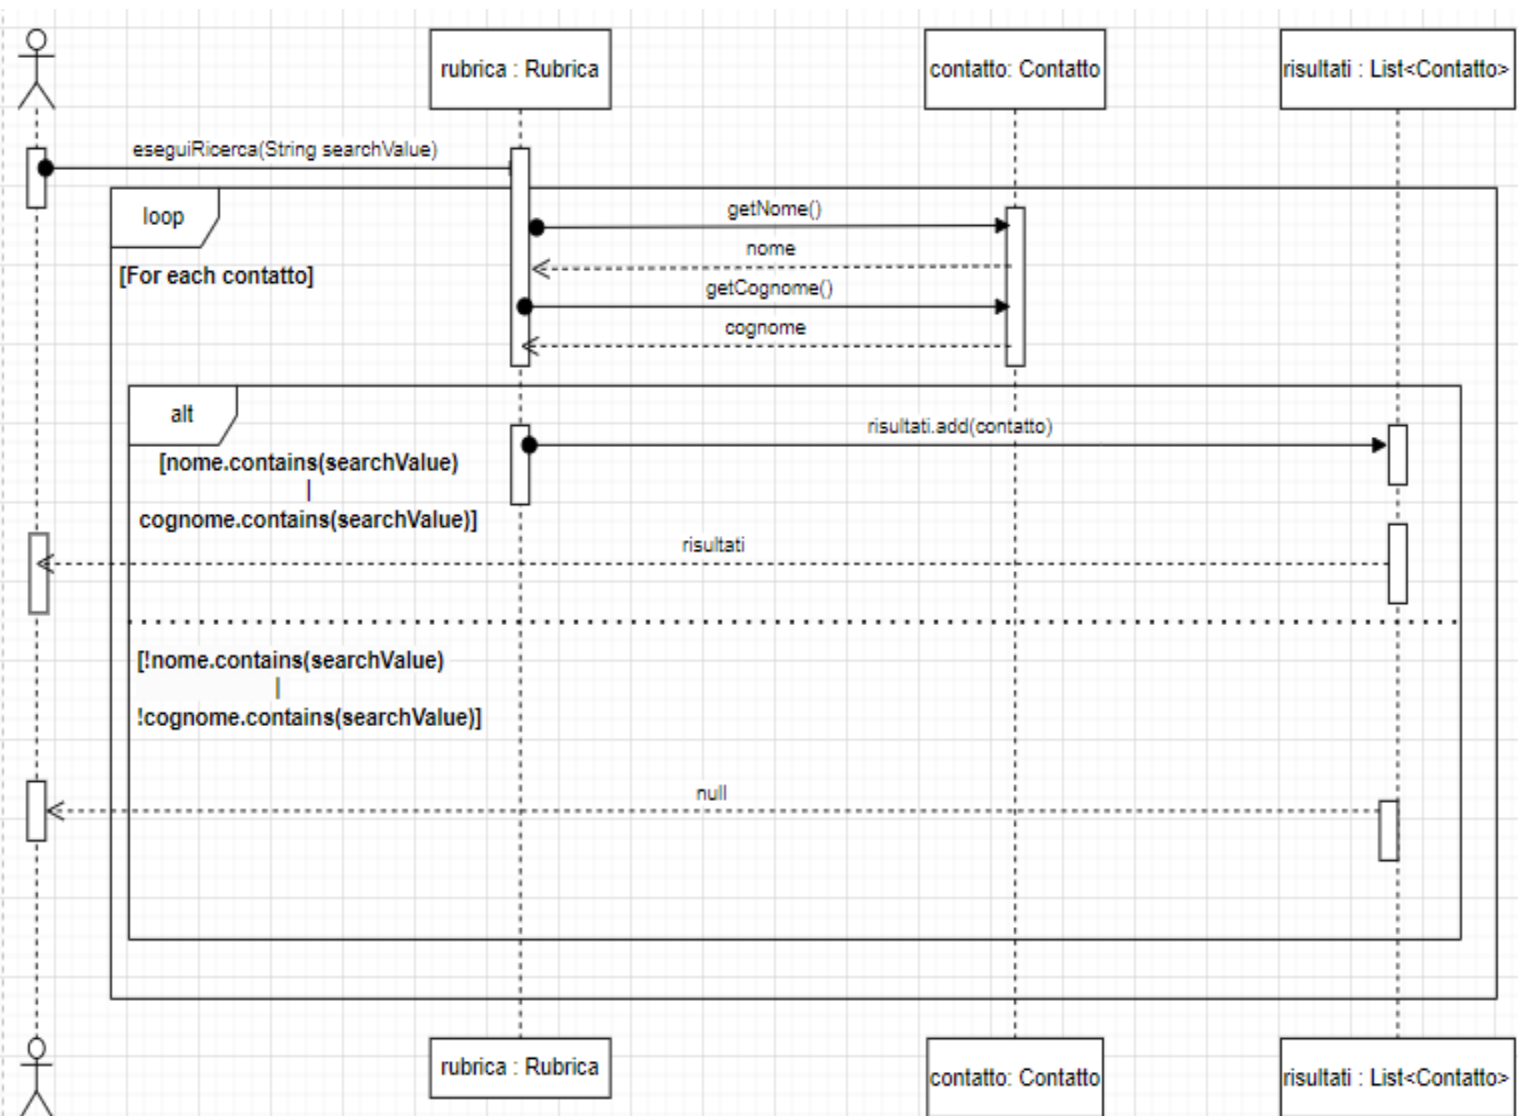 rubrica : Rubrica
contatto: Contatto
risultati : List<Contatto>
eseguiRicerca(String searchValue)
loop
[For each contatto]
getNome()
nome
getCognome()
cognome
alt
risultati.add(contatto)
[nome.contains(searchValue)
|
cognome.contains(searchValue)]
risultati
[!nome.contains(searchValue)
|
!cognome.contains(searchValue)]
null
rubrica : Rubrica
contatto: Contatto
risultati : List<Contatto>